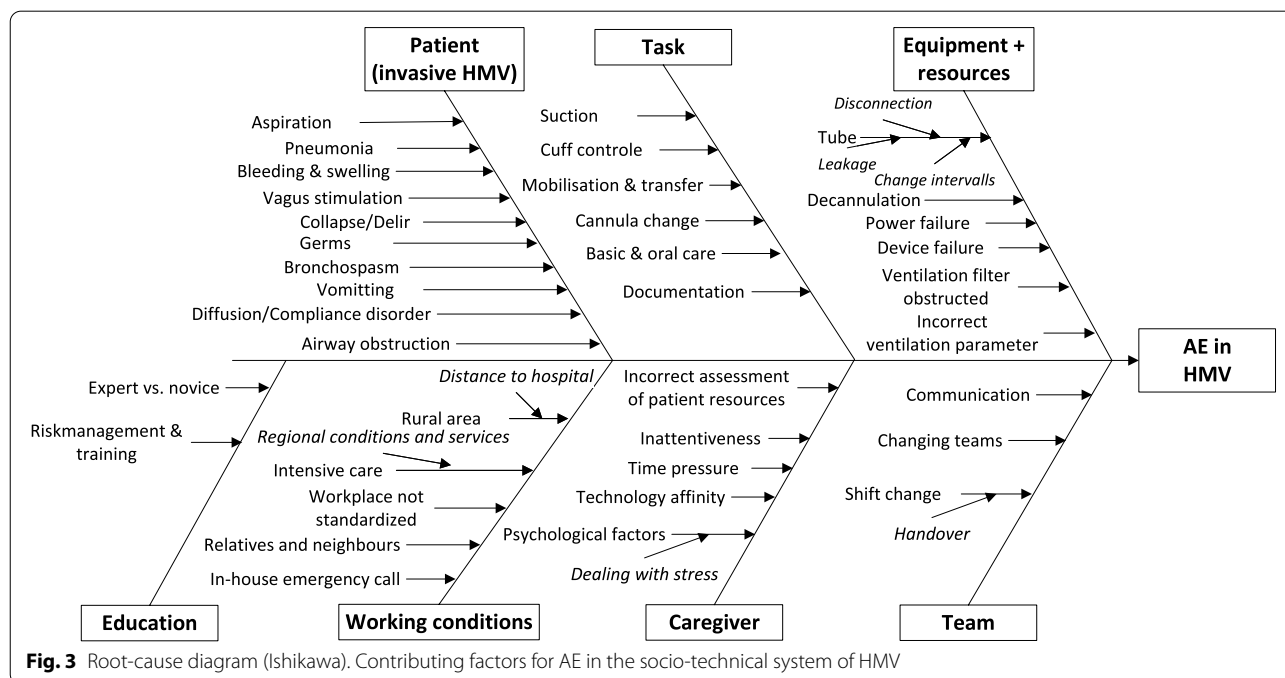 Patient
(invasive HMV)
Task
Equipment +
resources
Aspiration
Pneumonia
Bleeding & swelling
Vagus stimulation
Collapse/Delir
Germs
Bronchospasm
Vomitting
Diffusion/Compliance disorder
Airway obstruction
Suction
Cuff controle
Mobilisation & transfer
Cannula change
Basic & oral care
Documentation
Disconnection
Tube
Leakage
Change intervalls
Decannulation
Power failure
Device failure
Ventilation filter
obstructed
Incorrect
ventilation parameter
AE in
HMV
Expert vs. novice
Riskmanagement &
training
Distance to hospital
Rural area
Regional conditions and services
Intensive care
Workplace not
standardized
Relatives and neighbours
In-house emergency call
Incorrect assessment
of patient resources
Inattentiveness
Time pressure
Technology affinity
Psychological factors
Dealing with stress
Communication
Changing teams
Shift change
Handover
Education
Working conditions
Caregiver
Team
Fig. 3 Root-cause diagram (Ishikawa). Contributing factors for AE in the socio-technical system of HMV